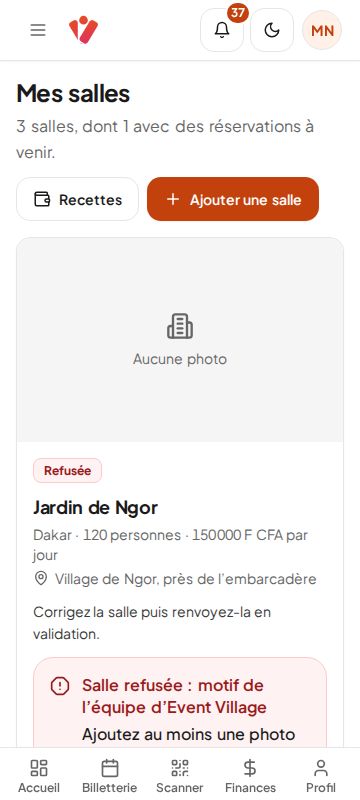 37
MN
Mes salles
3 salles, dont 1 avec des réservations à
venir.
Recettes
Ajouter une salle
Aucune photo
Refusée
Jardin de Ngor
Dakar · 120 personnes · 150 000 F CFA par
jour
Village de Ngor, près de l'embarcadère
Corrigez la salle puis renvoyez-la en
validation.
Salle refusée : motif de
l'équipe d'Event Village
Ajoutez au moins une photo
Accueil
Billetterie
Scanner
Finances
Profil